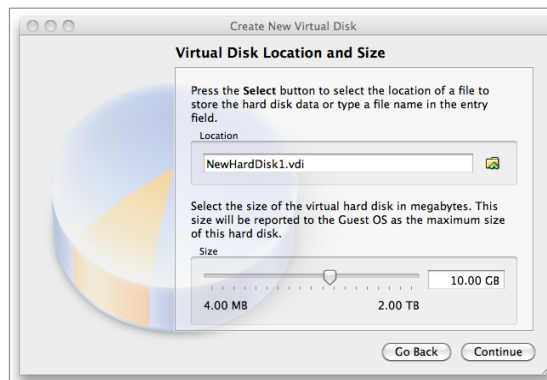 Create New Virtual Disk
Virtual Disk Location and Size
Press the Select button to select the location of a file to
store the hard disk data or type a file name in the entry
field.
Location
NewHardDisk1.vdi
Select the size of the virtual hard disk in megabytes. This
size will be reported to the Guest OS as the maximum size
of this hard disk.
Size
10.00 GB
4.00 MB
2.00 TB
Go Back
Continue